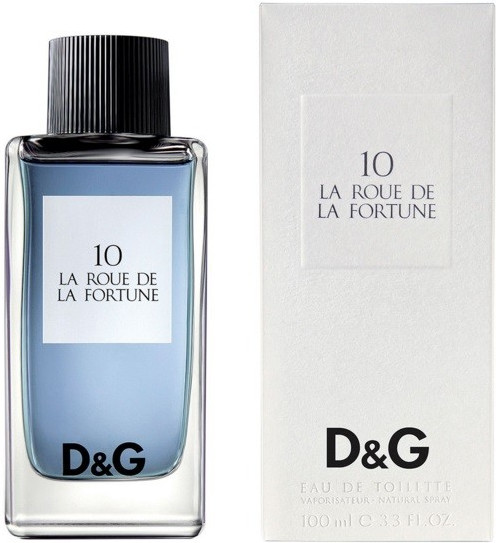 10
LA ROUE DE
LA FORTUNE
D&G
10
LA ROUE DE
LA FORTUNE
D&G
EAU DE TOILETTE
VAPORISATEUR - NATURAL SPRAY
100 ml ℮ 3.3 FL.OZ.